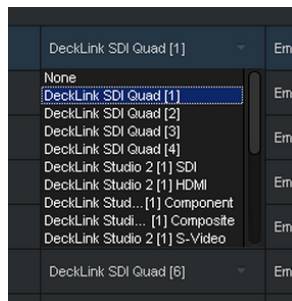 DeckLink SDI Quad [1]
Em
None
DeckLink SDI Quad [1]
Em
DeckLink SDI Quad [2]
DeckLink SDI Quad [3]
Em
DeckLink SDI Quad [4]
DeckLink Studio 2 [1] SDI
Em
DeckLink Studio 2 [1] HDMI
DeckLink Stud...[1] Component
DeckLink Studi... [1] Composite
Em
DeckLink Studio 2 [1] S-Video
DeckLink SDI Quad [6]
Em